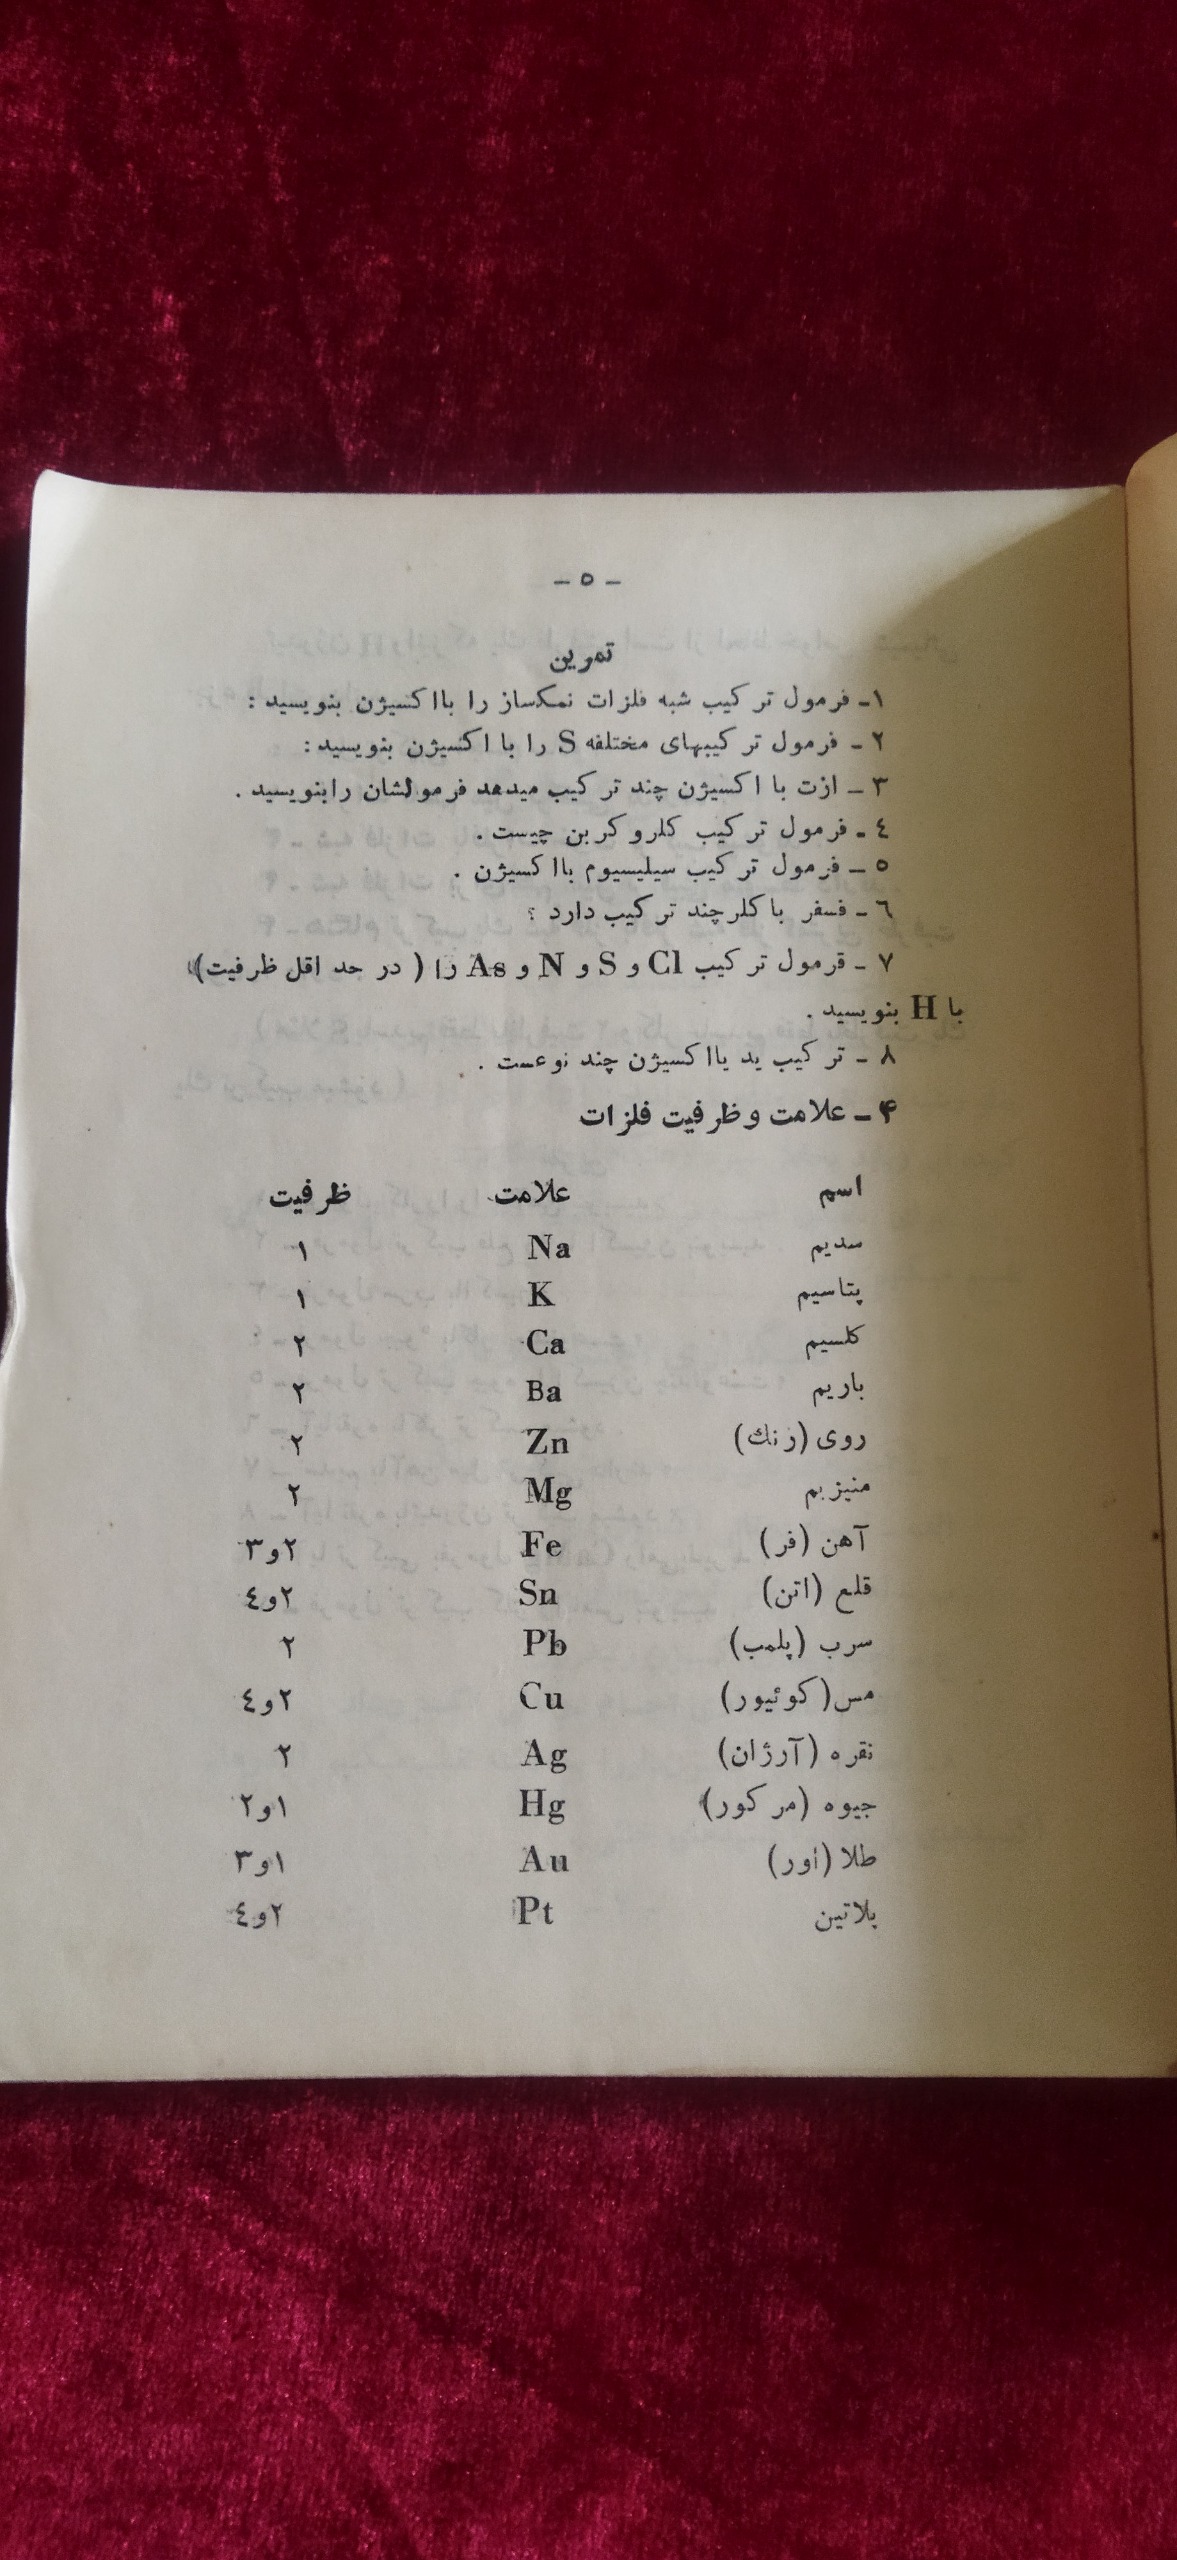 - ٥ -
تمرین
۱- فرمول ترکیب شبه فلزات نمکساز را بااکسیژن بنویسید :
۲ - فرمول ترکیبهای مختلفه S را با اکسیژن بنویسید :
۳ - ازت با اکسیژن چند ترکیب میدهد فرمولشان رابنویسید .
٤ - فرمول ترکیب کلرو کربن چیست .
٥ - فرمول ترکیب سیلیسیوم بااکسیژن .
٦ - فسفر باکلرچند ترکیب دارد ؟
۷ - قرمول ترکیب Cl و S و N و As را ( در حد اقل ظرفیت)
با H بنویسید .
۸ - ترکیب ید یااکسیژن چند نوعست .
۴ - علامت وظرفیت فلزات
اسم علامت ظرفیت
سدیم Na ۱
پتاسیم K ۱
کلسیم Ca ۲
باریم Ba ۲
روی (زنك) Zn ۲
منیزیم Mg ۲
آهن (فر) Fe ۲و۳
قلع (اتن) Sn ۲و٤
سرب (پلمب) Pb ۲
مس(کوئیور) Cu ۲و٤
نقره (آرژان) Ag ۲
جیوه (مرکور) Hg ۱و۲
طلا (اور) Au ۱و۳
پلاتین Pt ۲و٤